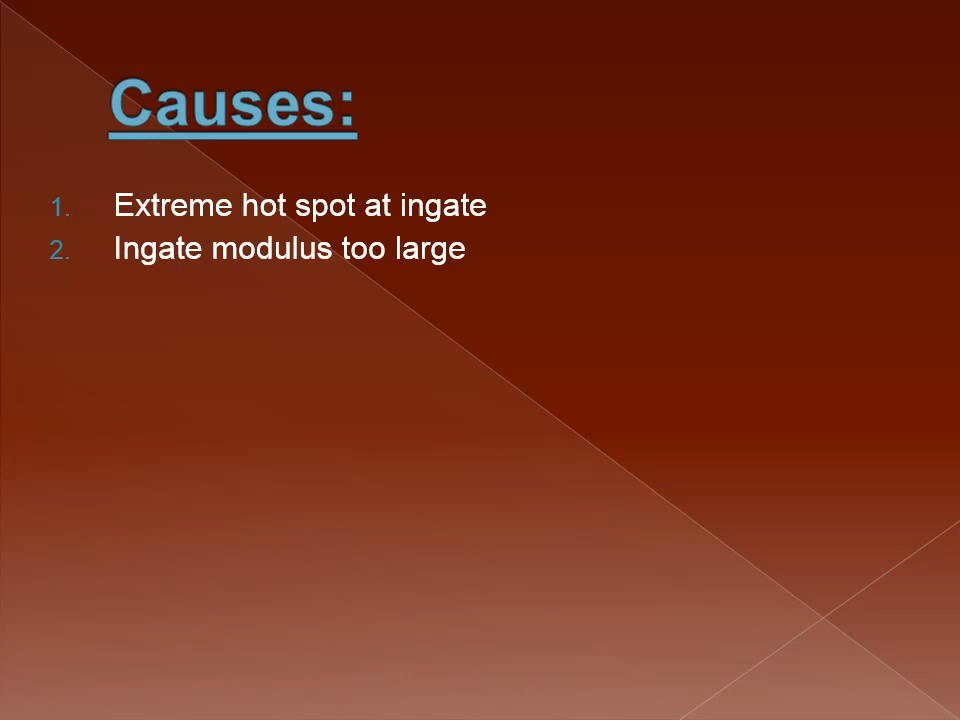 Causes:
1. Extreme hot spot at ingate
2. Ingate modulus too large